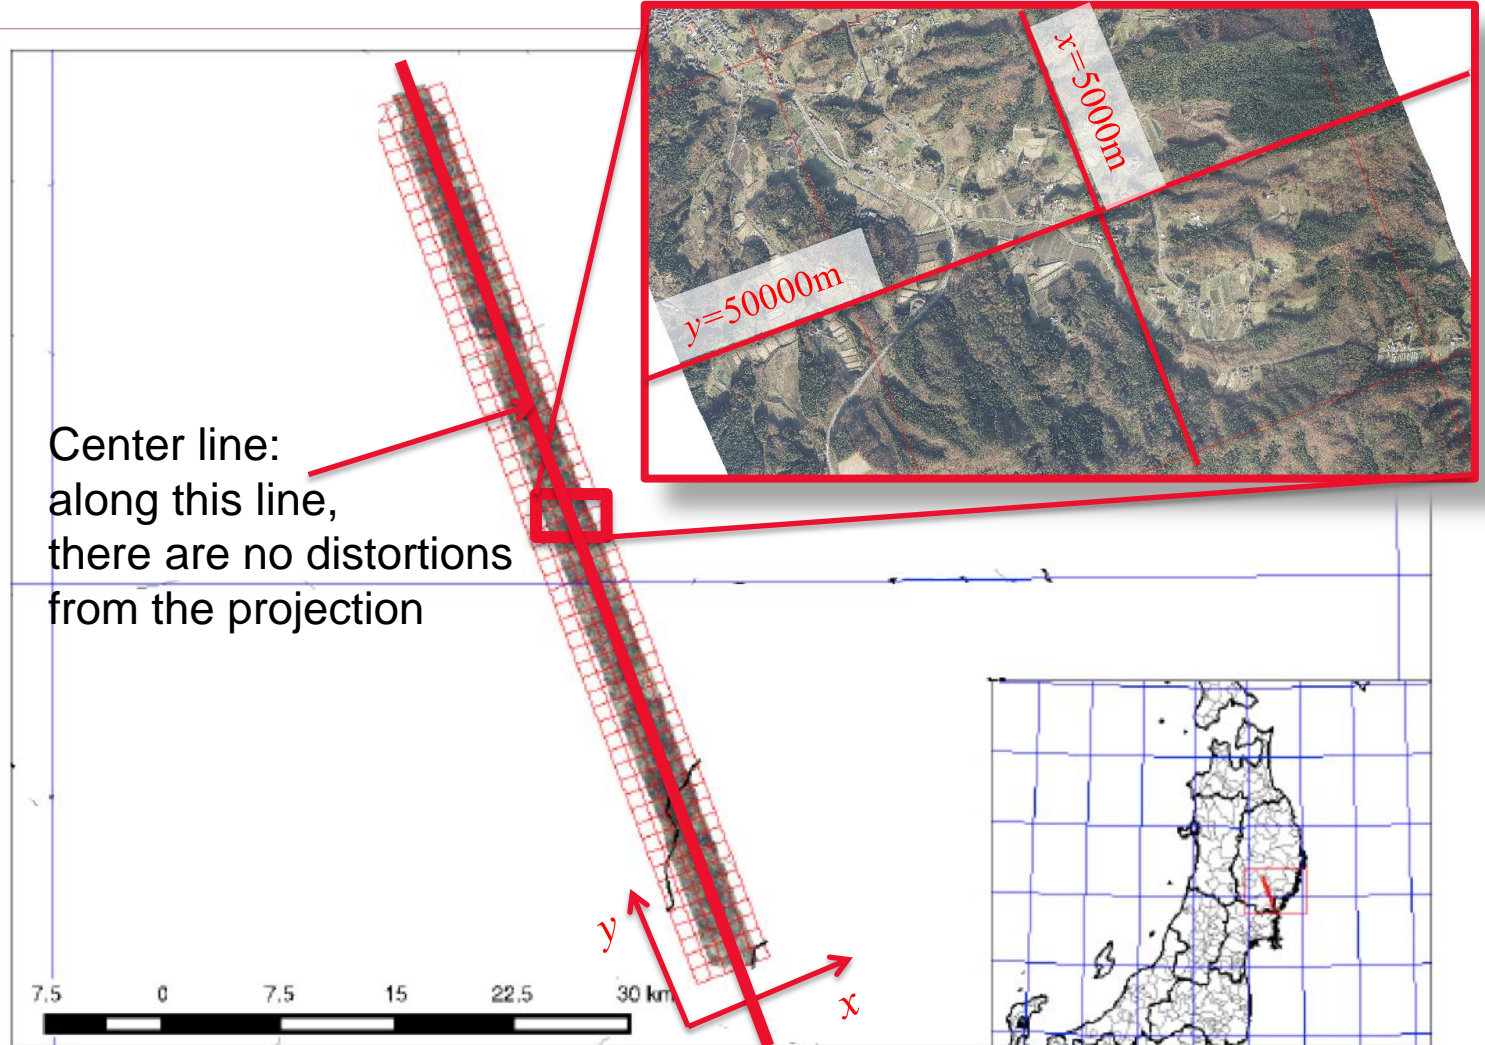 x=5000m
y=50000m
Center line:
along this line,
there are no distortions
from the projection
y
x
7.5 0 7.5 15 22.5 30 km